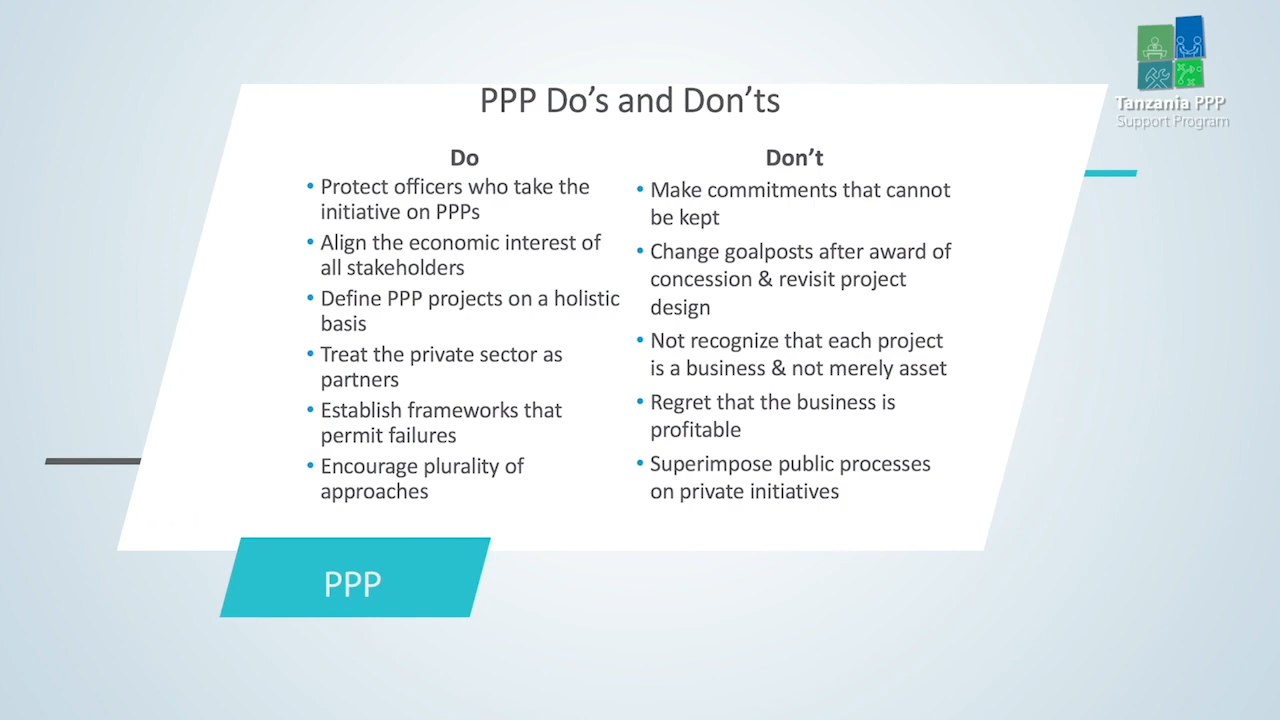 Tanzania PPP
Support Program
PPP Do’s and Don’ts
Do
• Protect officers who take the
initiative on PPPs
• Align the economic interest of
all stakeholders
• Define PPP projects on a holistic
basis
• Treat the private sector as
partners
• Establish frameworks that
permit failures
• Encourage plurality of
approaches
Don’t
• Make commitments that cannot
be kept
• Change goalposts after award of
concession & revisit project
design
• Not recognize that each project
is a business & not merely asset
• Regret that the business is
profitable
• Superimpose public processes
on private initiatives
PPP